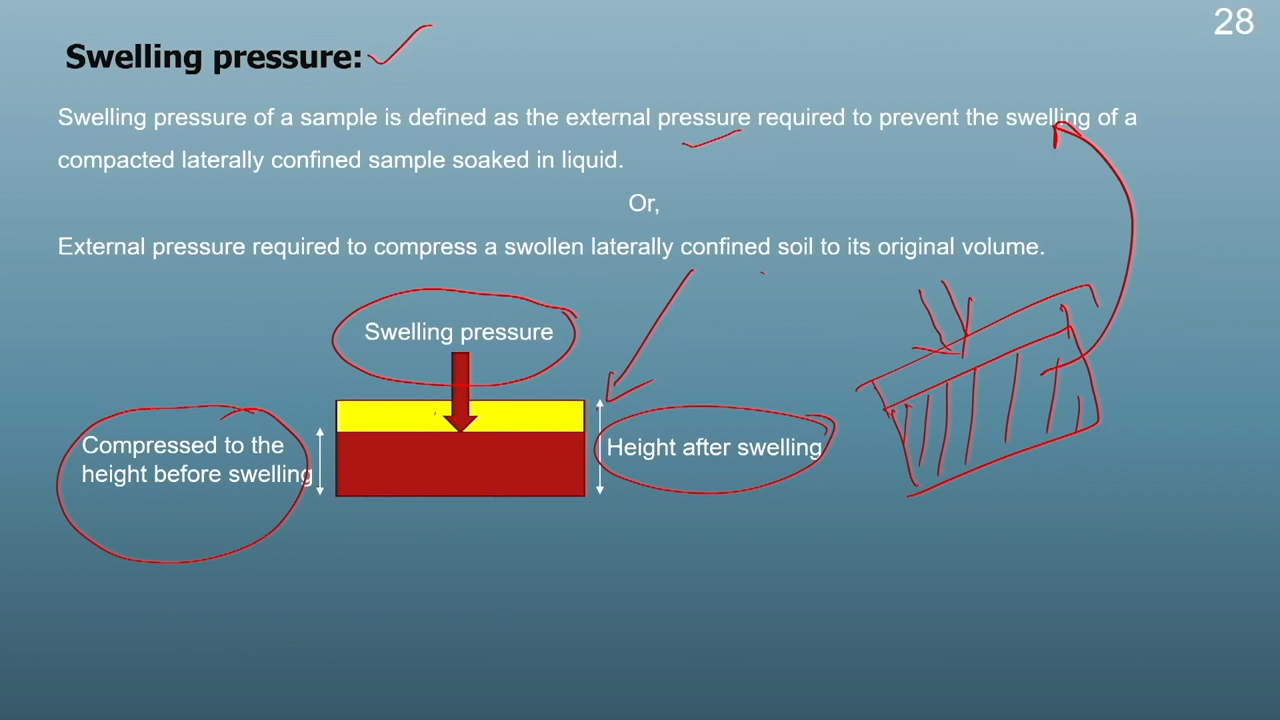 28
Swelling pressure:
Swelling pressure of a sample is defined as the external pressure required to prevent the swelling of a
compacted laterally confined sample soaked in liquid.
Or,
External pressure required to compress a swollen laterally confined soil to its original volume.
Swelling pressure
Compressed to the
height before swelling
Height after swelling